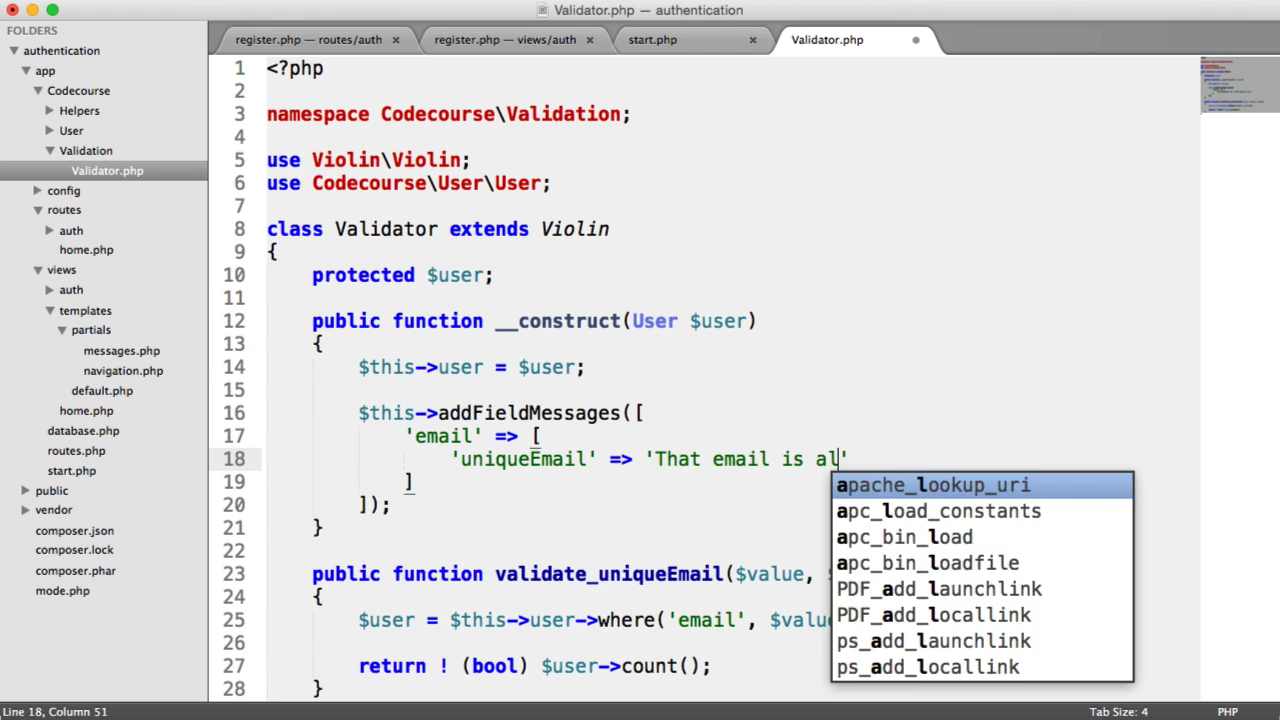 Validator.php — authentication
FOLDERS
authentication
app
Codecourse
Helpers
User
Validation
Validator.php
config
routes
auth
home.php
views
auth
templates
partials
messages.php
navigation.php
default.php
home.php
database.php
routes.php
start.php
public
vendor
composer.json
composer.lock
composer.phar
mode.php
register.php — routes/auth ×
register.php — views/auth ×
start.php ×
Validator.php
1 <?php
2
3 namespace Codecourse\Validation;
4
5 use Violin\Violin;
6 use Codecourse\User\User;
7
8 class Validator extends Violin
9 {
10 protected $user;
11
12 public function __construct(User $user)
13 {
14 $this->user = $user;
15
16 $this->addFieldMessages([
17 'email' => [
18 'uniqueEmail' => 'That email is al'
19 ]
20 ]);
21 }
22
23 public function validate_uniqueEmail($value,
24 {
25 $user = $this->user->where('email', $value
26
27 return ! (bool) $user->count();
28 }
apache_lookup_uri
apc_load_constants
apc_bin_load
apc_bin_loadfile
PDF_add_launchlink
PDF_add_locallink
ps_add_launchlink
ps_add_locallink
Line 18, Column 51
Tab Size: 4
PHP